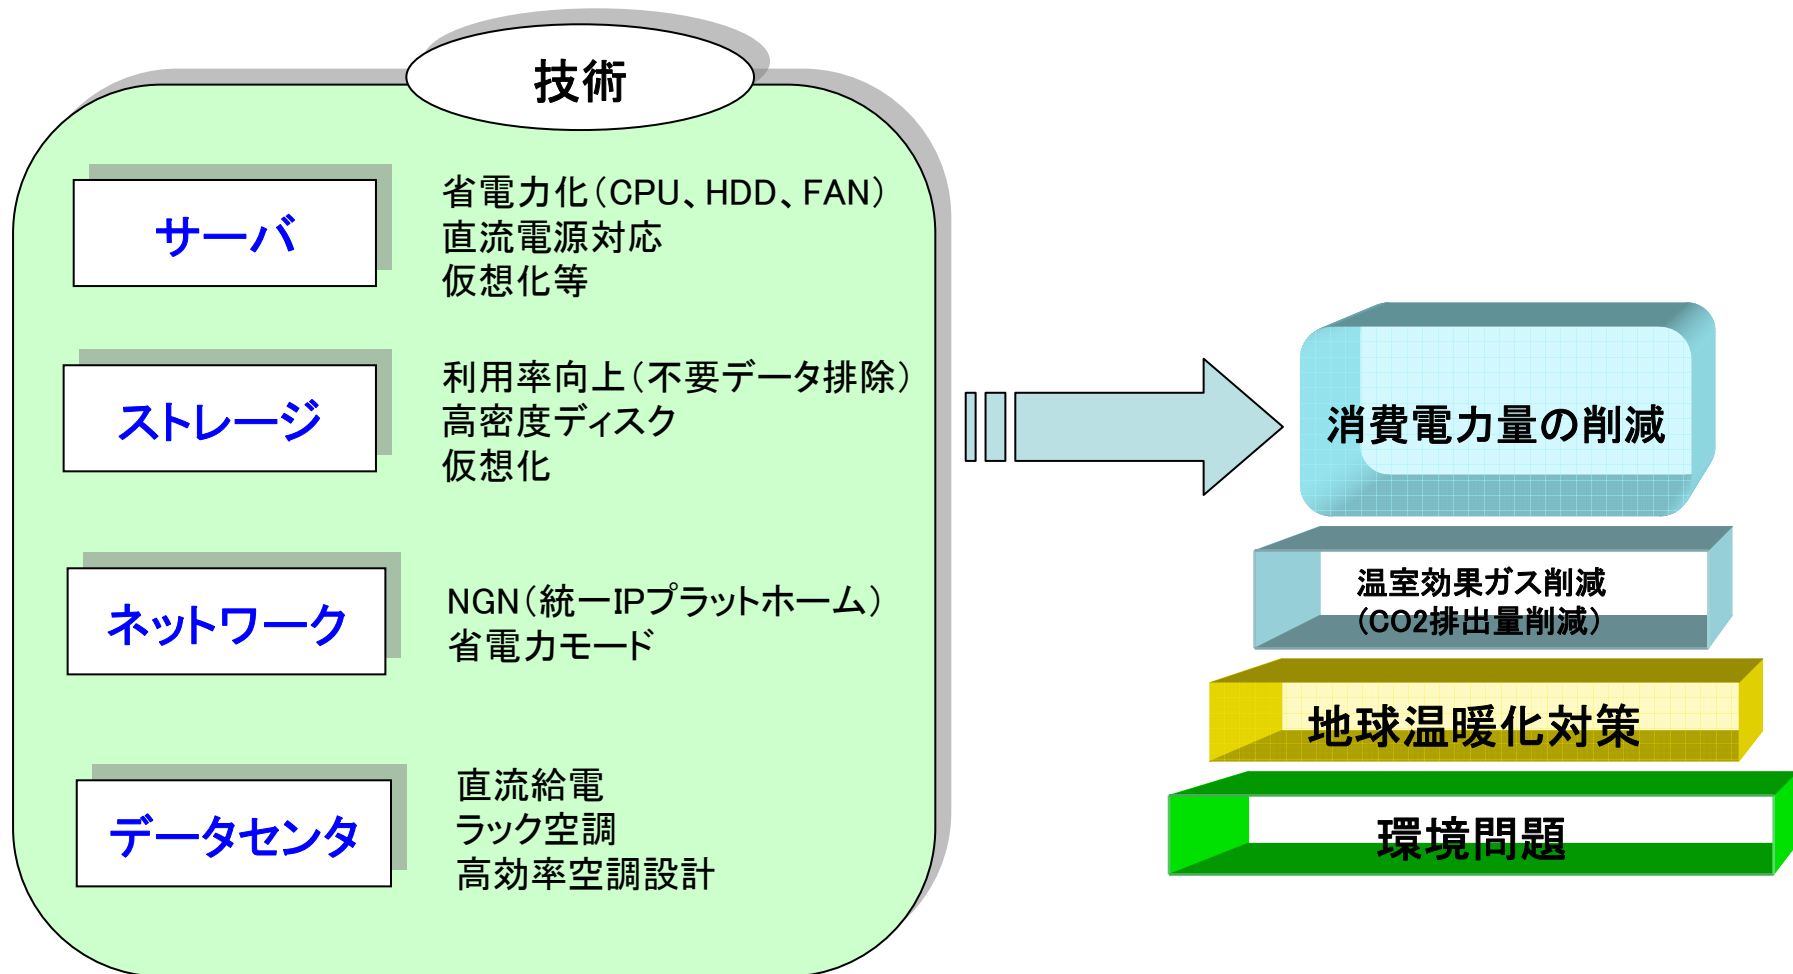 技術
サーバ
省電力化（CPU、HDD、FAN）
直流電源対応
仮想化等
ストレージ
利用率向上（不要データ排除）
高密度ディスク
仮想化
ネットワーク
NGN（統一IPプラットホーム）
省電力モード
データセンタ
直流給電
ラック空調
高効率空調設計
消費電力量の削減
温室効果ガス削減
（CO2排出量削減）
地球温暖化対策
環境問題